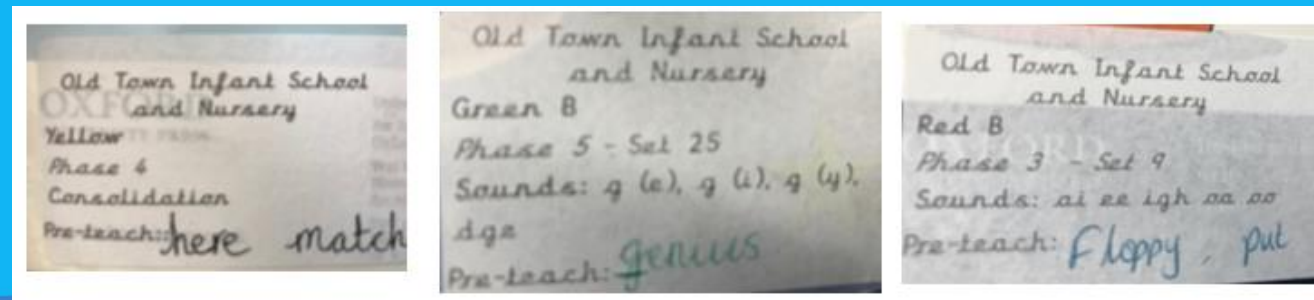 Old Town Infant School
and Nursery
Yellow
Phase 4
Consolidation
Pre-teach: here match
Old Town Infant School
and Nursery
Green B
Phase 5 - Set 25
Sounds: g (e), g (i), g (y),
dge
Pre-teach: genius
Old Town Infant School
and Nursery
Red B
Phase 3 - Set 9
Sounds: ai ee igh oa oo
Pre-teach: Floppy, put
OXFORD